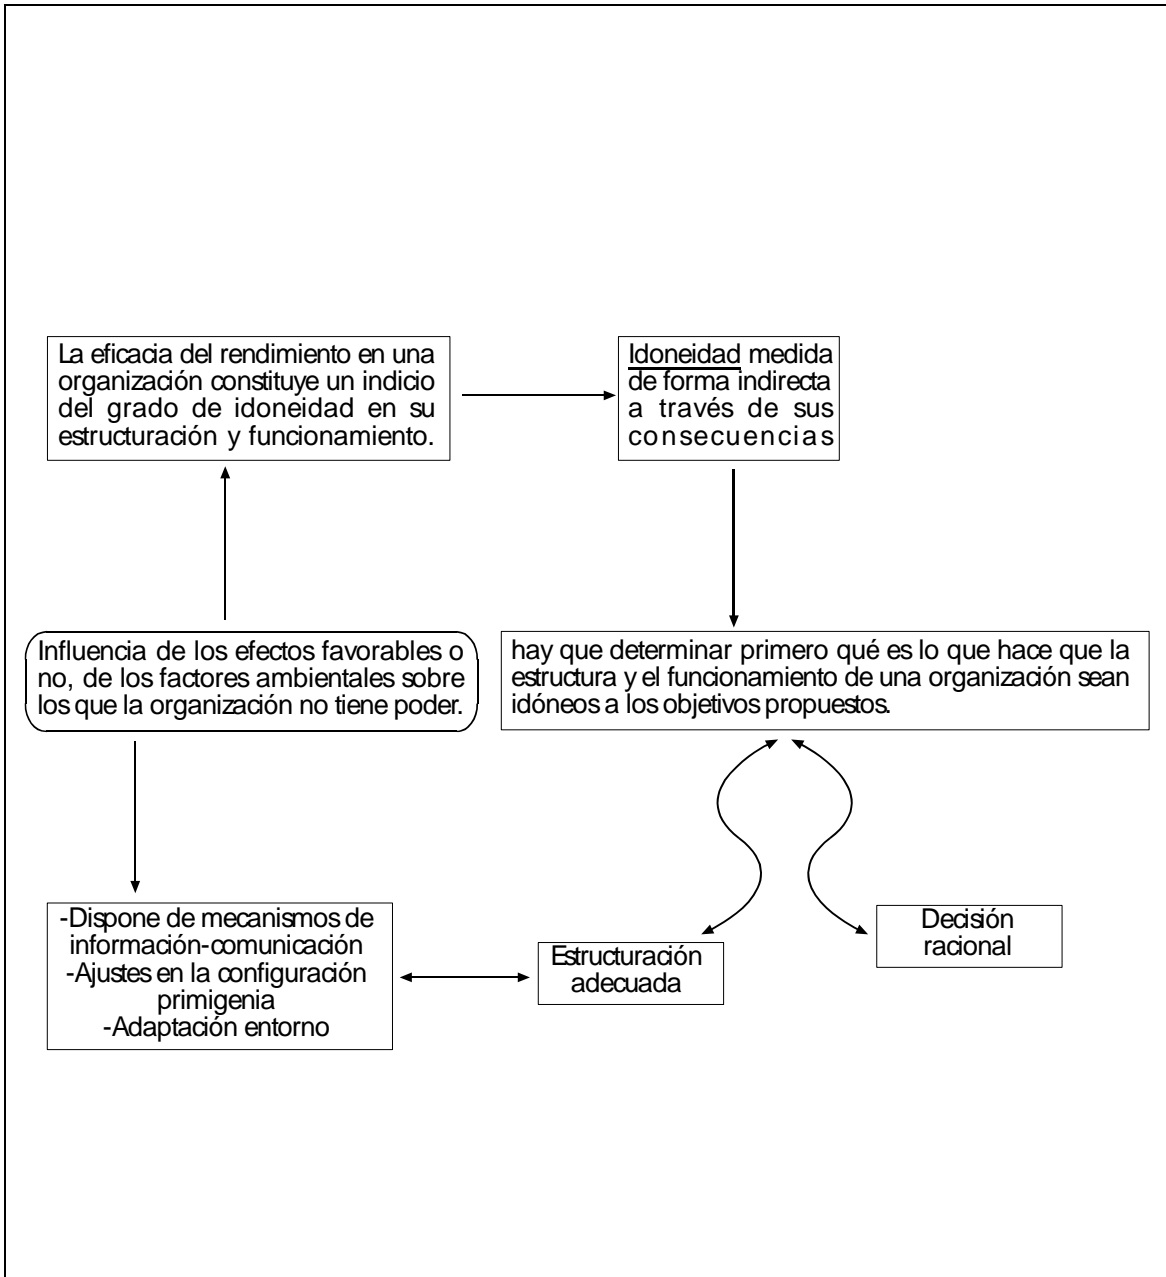 La eficacia del rendimiento en una
organización constituye un indicio
del grado de idoneidad en su
estructuración y funcionamiento.
Idoneidad medida
de forma indirecta
a través de sus
consecuencias
Influencia de los efectos favorables o
no, de los factores ambientales sobre
los que la organización no tiene poder.
hay que determinar primero qué es lo que hace que la
estructura y el funcionamiento de una organización sean
idóneos a los objetivos propuestos.
-Dispone de mecanismos de
información-comunicación
-Ajustes en la configuración
primigenia
-Adaptación entorno
Estructuración
adecuada
Decisión
racional